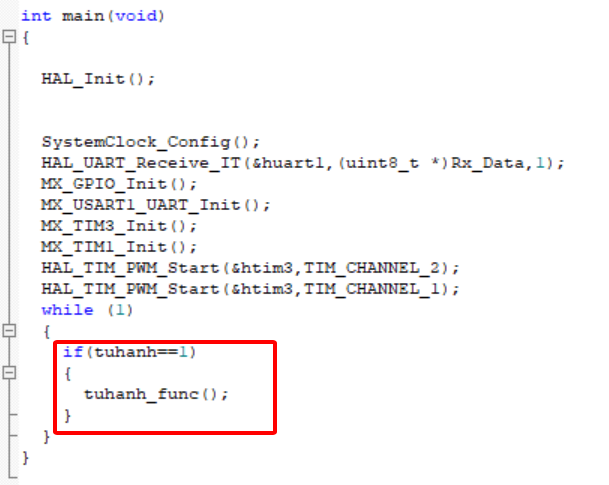 int main(void)
{
HAL_Init();
SystemClock_Config();
HAL_UART_Receive_IT(&huart1,(uint8_t *)Rx_Data,1);
MX_GPIO_Init();
MX_USART1_UART_Init();
MX_TIM3_Init();
MX_TIM1_Init();
HAL_TIM_PWM_Start(&htim3,TIM_CHANNEL_2);
HAL_TIM_PWM_Start(&htim3,TIM_CHANNEL_1);
while (1)
{
if(tuhanh==1)
{
tuhanh_func();
}
}
}